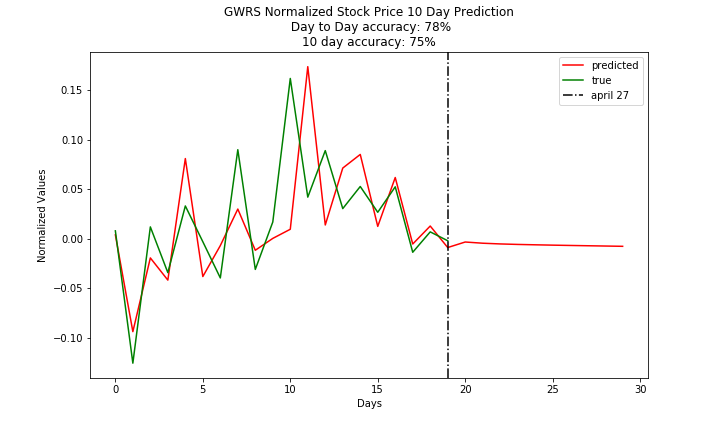 GWRS Normalized Stock Price 10 Day Prediction
Day to Day accuracy: 78%
10 day accuracy: 75%
predicted
true
april 27
0.15
0.10
0.05
0.00
−0.05
−0.10
Normalized Values
0 5 10 15 20 25 30
Days